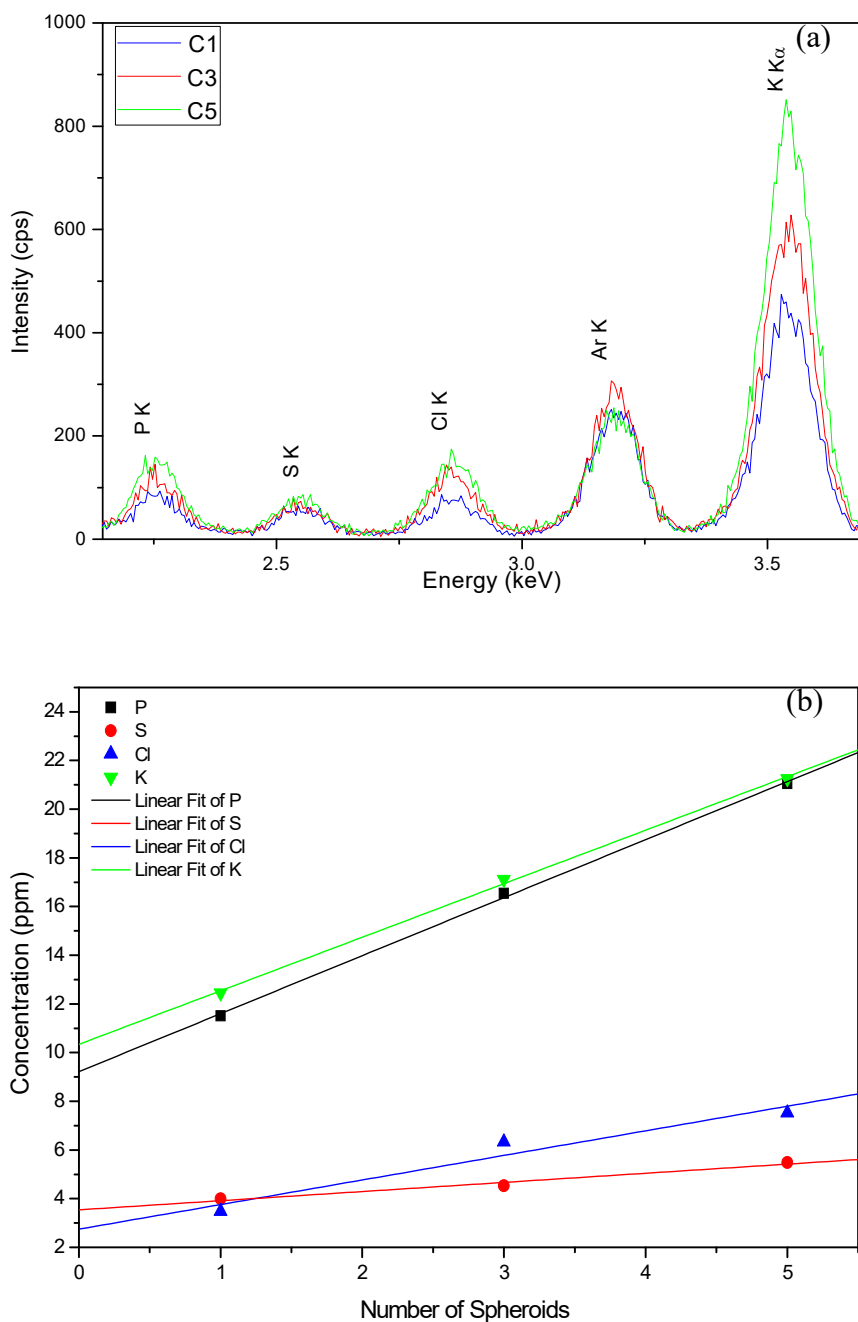 (a)
C1
C3
C5
1000
800
600
400
200
0
Intensity (cps)
P K
S K
Cl K
Ar K
K Kα
2.5
3.0
3.5
Energy (keV)
(b)
P
S
Cl
K
Linear Fit of P
Linear Fit of S
Linear Fit of Cl
Linear Fit of K
24
22
20
18
16
14
12
10
8
6
4
2
Concentration (ppm)
0
1
2
3
4
5
Number of Spheroids